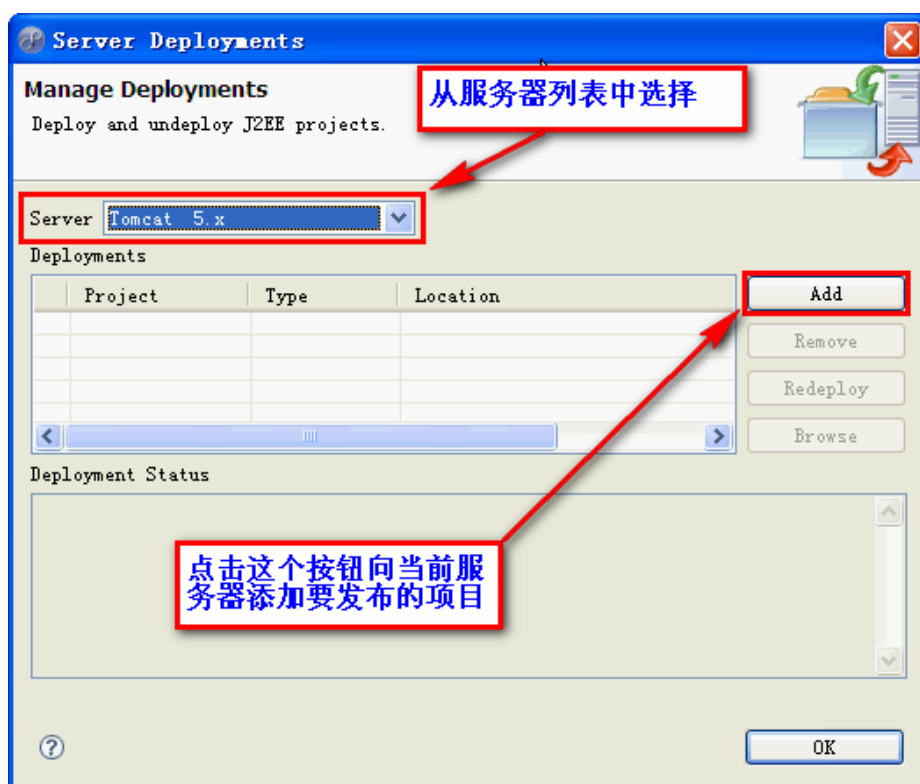 Server Deployments
Manage Deployments
从服务器列表中选择
Deploy and undeploy J2EE projects.
Server Tomcat 5.x
Deployments
Project Type Location
Add
Remove
Redeploy
Browse
Deployment Status
点击这个按钮向当前服
务器添加要发布的项目
?
OK